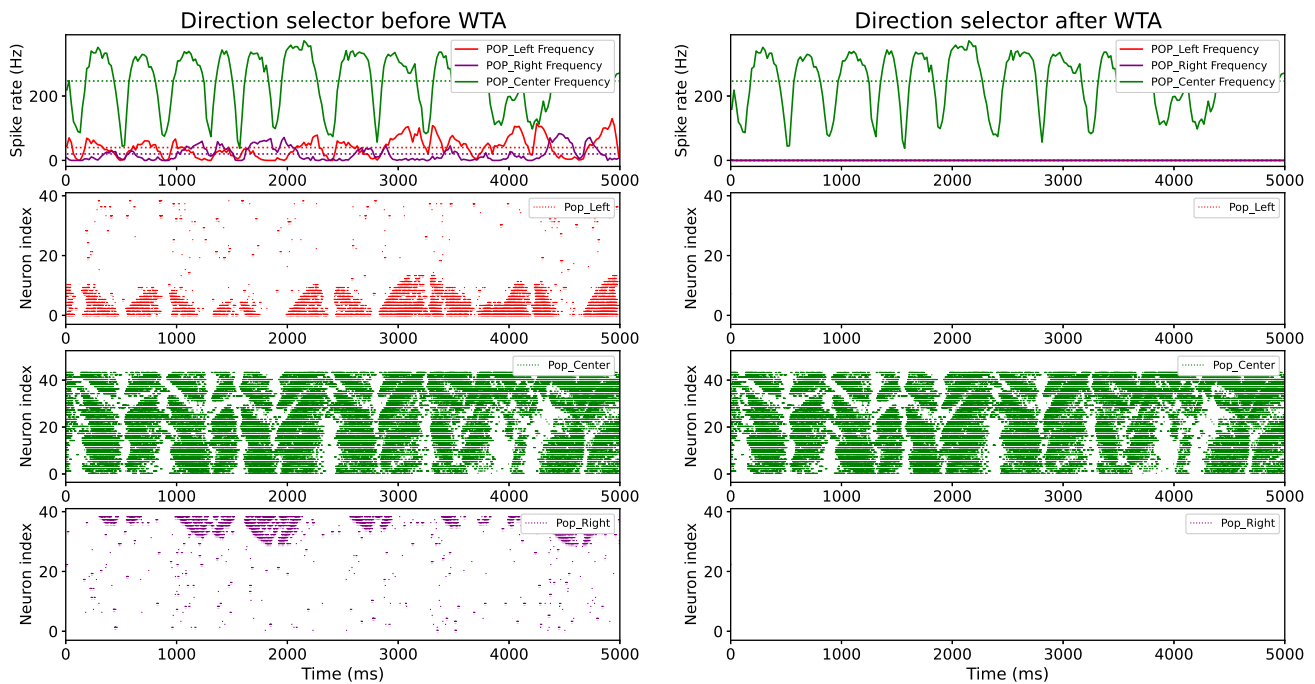 Direction selector before WTA
Spike rate (Hz)
200
0
POP_Left Frequency
POP_Right Frequency
POP_Center Frequency
0 1000 2000 3000 4000 5000
Neuron index
40
20
0
Pop_Left
0 1000 2000 3000 4000 5000
Neuron index
40
20
0
Pop_Center
0 1000 2000 3000 4000 5000
Neuron index
40
20
0
Pop_Right
0 1000 2000 3000 4000 5000
Time (ms)
Direction selector after WTA
Spike rate (Hz)
200
0
POP_Left Frequency
POP_Right Frequency
POP_Center Frequency
0 1000 2000 3000 4000 5000
Neuron index
40
20
0
Pop_Left
0 1000 2000 3000 4000 5000
Neuron index
40
20
0
Pop_Center
0 1000 2000 3000 4000 5000
Neuron index
40
20
0
Pop_Right
0 1000 2000 3000 4000 5000
Time (ms)